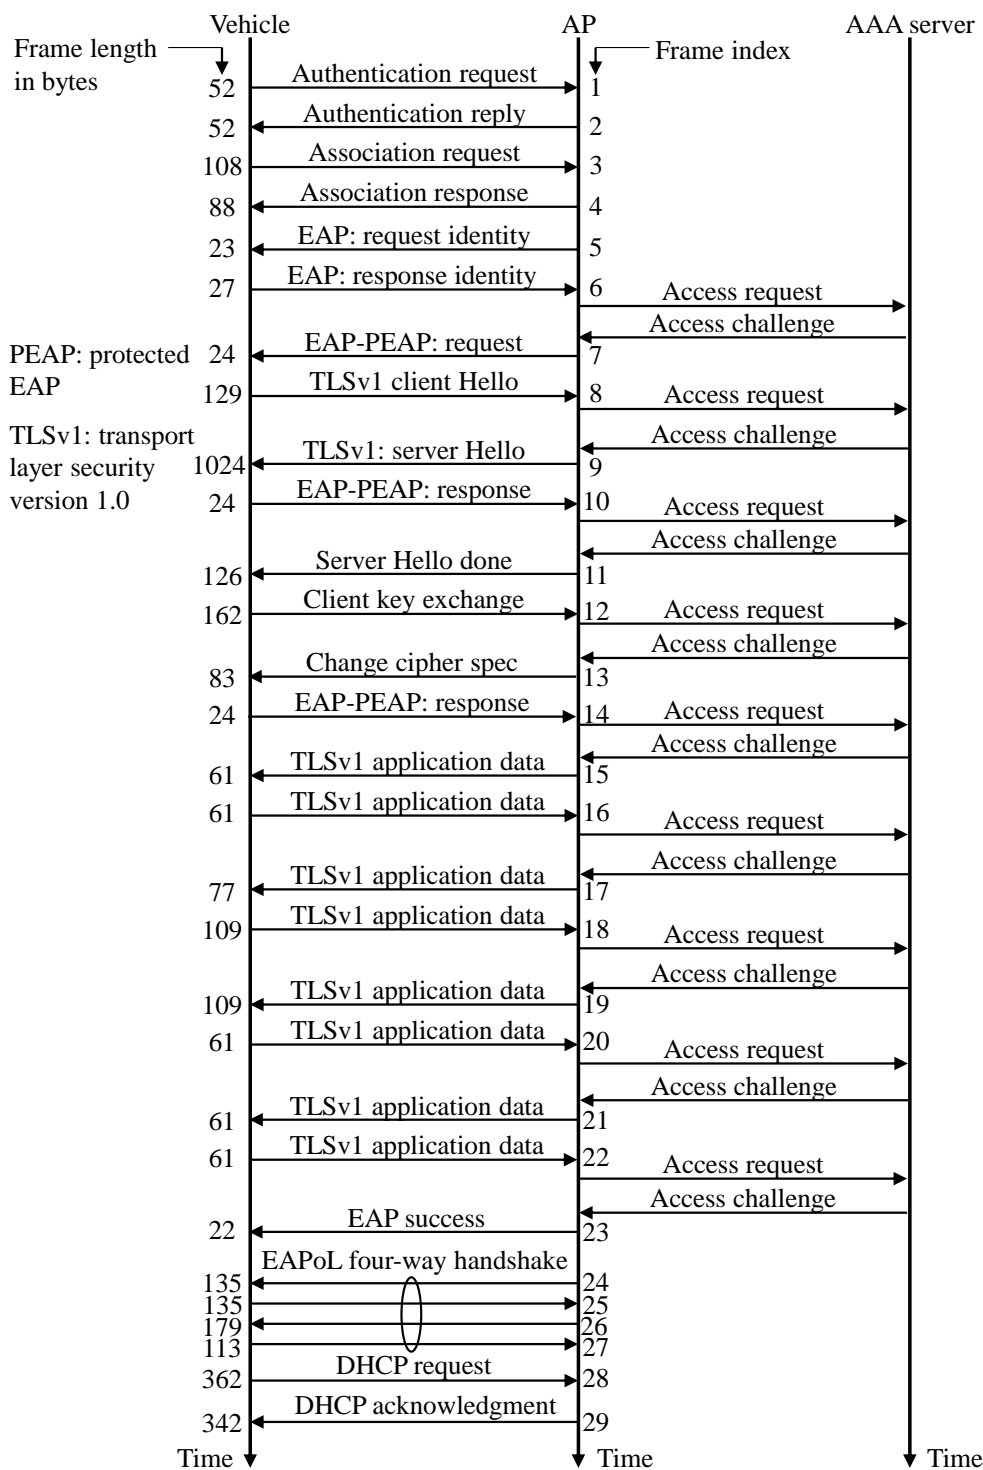 Vehicle AP AAA server
Frame length
in bytes
Frame index
52 Authentication request 1
52 Authentication reply 2
108 Association request 3
88 Association response 4
23 EAP: request identity 5
27 EAP: response identity 6
Access request
Access challenge
PEAP: protected
EAP
24 EAP-PEAP: request 7
129 TLSv1 client Hello 8
Access request
TLSv1: transport
layer security
version 1.0
Access challenge
1024 TLSv1: server Hello 9
24 EAP-PEAP: response 10
Access request
Access challenge
126 Server Hello done 11
162 Client key exchange 12
Access request
Access challenge
83 Change cipher spec 13
24 EAP-PEAP: response 14
Access request
Access challenge
61 TLSv1 application data 15
61 TLSv1 application data 16
Access request
Access challenge
77 TLSv1 application data 17
109 TLSv1 application data 18
Access request
Access challenge
109 TLSv1 application data 19
61 TLSv1 application data 20
Access request
Access challenge
61 TLSv1 application data 21
61 TLSv1 application data 22
Access request
Access challenge
22 EAP success 23
EAPoL four-way handshake
135 24
135 25
179 26
113 27
362 DHCP request 28
342 DHCP acknowledgment 29
Time Time Time